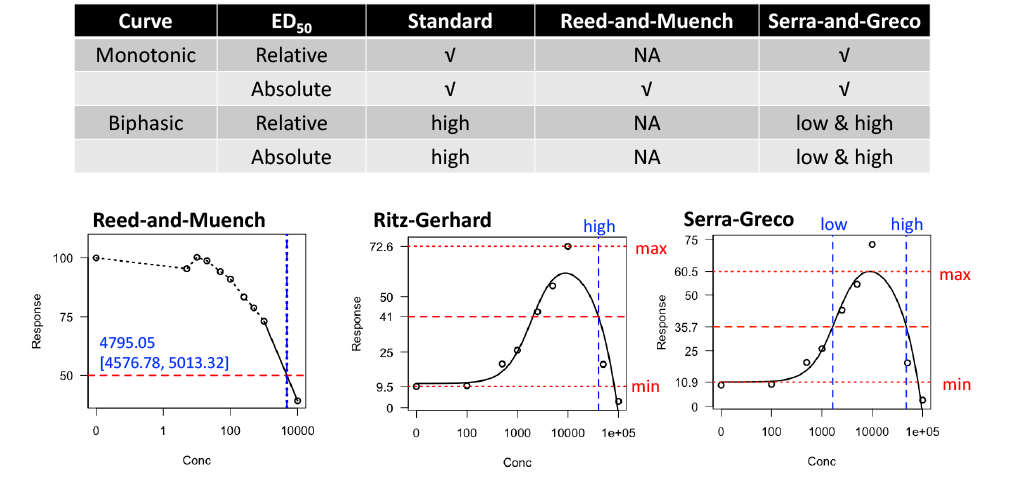 Curve ED50 Standard Reed-and-Muench Serra-and-Greco
Monotonic Relative √ NA √
Absolute √ √ √
Biphasic Relative high NA low & high
Absolute high NA low & high
Reed-and-Muench
Response
100
75
50
4795.05
[4576.78, 5013.32]
0 1 100 10000
Conc
Ritz-Gerhard
high
Response
72.6
max
50
41
25
9.5
min
0
0 100 1000 10000 1e+05
Conc
Serra-Greco
low high
Response
75
60.5
max
50
35.7
25
10.9
min
0
0 100 1000 10000 1e+05
Conc